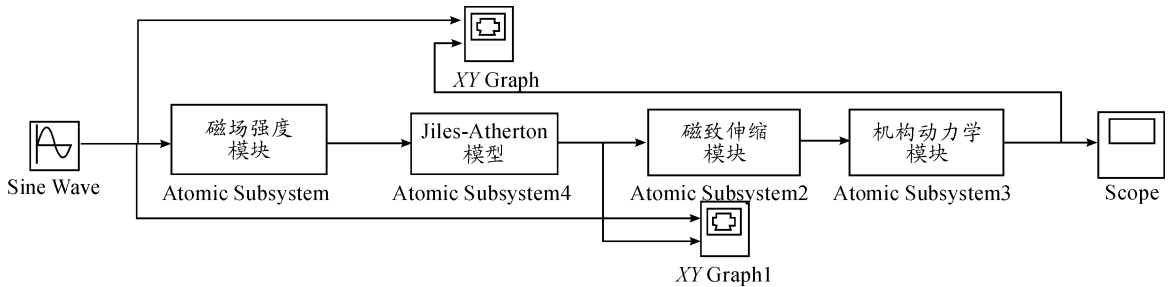 XY Graph
磁场强度
模块
Jiles-Atherton
模型
磁致伸缩
模块
机构动力学
模块
Sine Wave
Atomic Subsystem
Atomic Subsystem4
Atomic Subsystem2
Atomic Subsystem3
Scope
XY Graph1